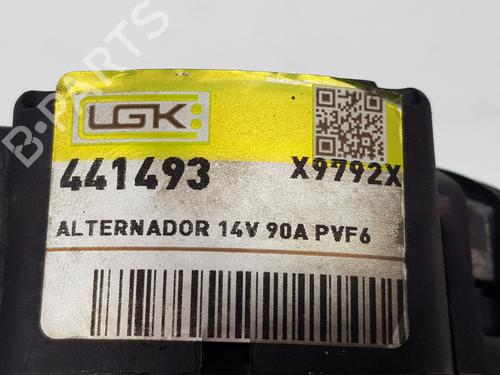 LGK
441493 X9792X
ALTERNADOR 14V 90A PVF6
B-PARTS